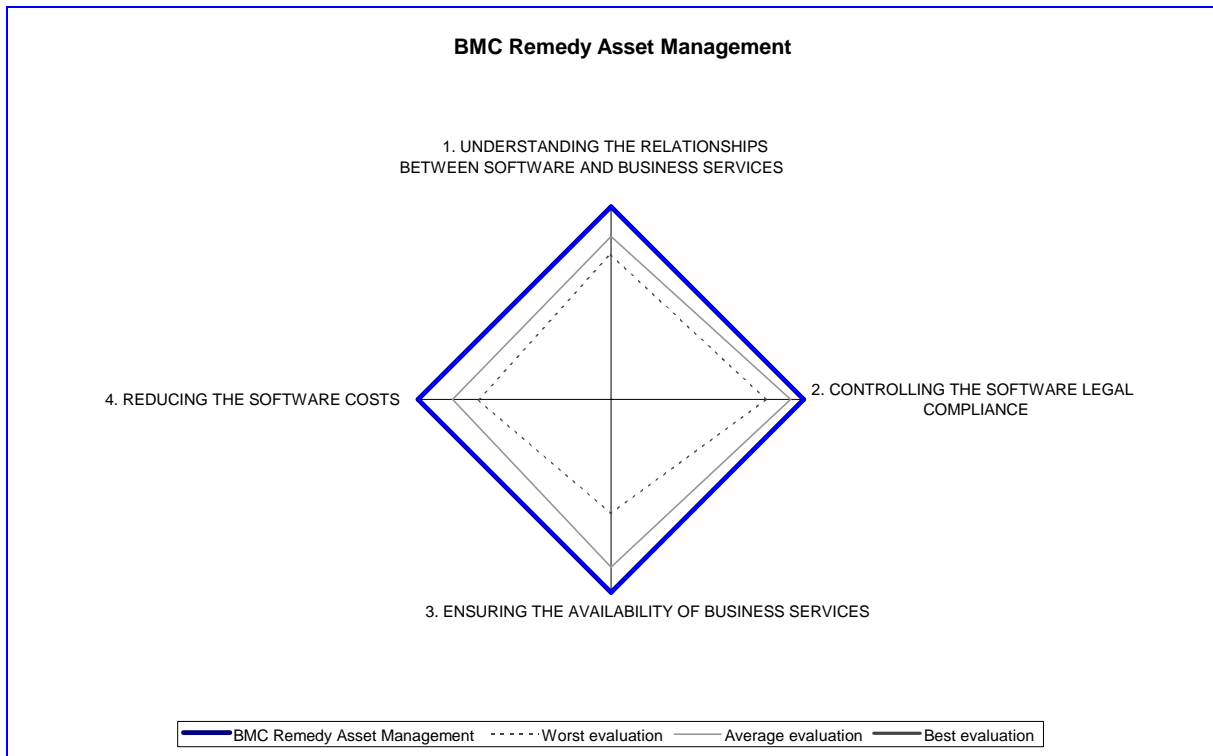 BMC Remedy Asset Management
1. UNDERSTANDING THE RELATIONSHIPS
BETWEEN SOFTWARE AND BUSINESS SERVICES
4. REDUCING THE SOFTWARE COSTS
2. CONTROLLING THE SOFTWARE LEGAL
COMPLIANCE
3. ENSURING THE AVAILABILITY OF BUSINESS SERVICES
BMC Remedy Asset Management Worst evaluation Average evaluation Best evaluation